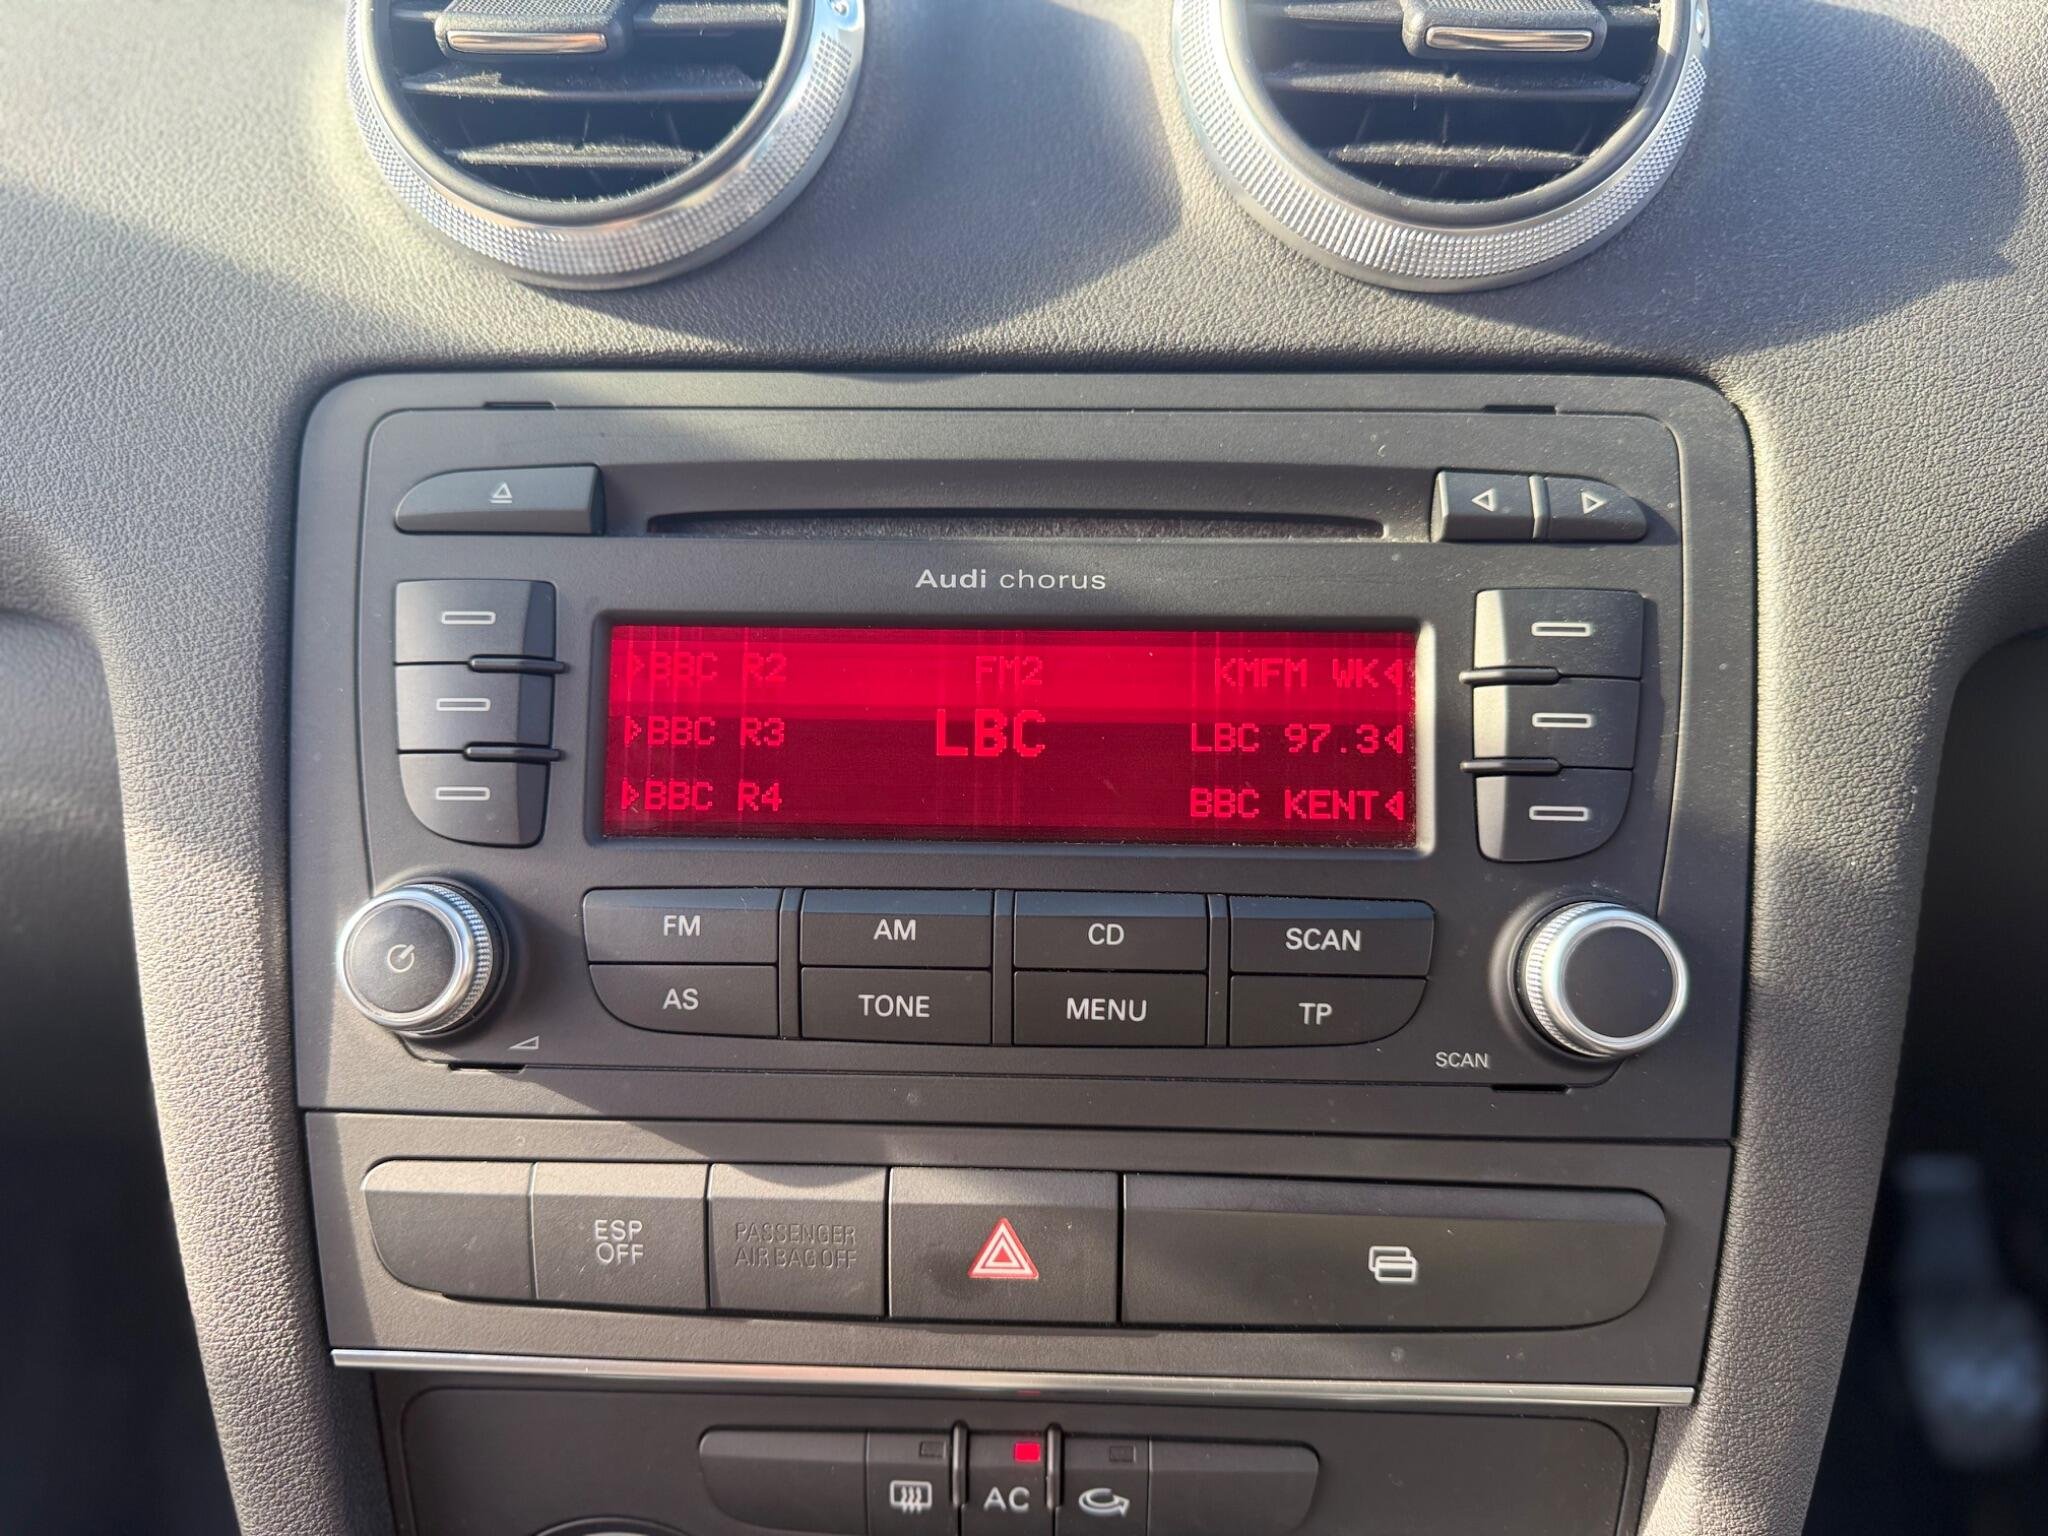 Audi chorus
BBC R2 FM2 KMFM WK
BBC R3 LBC LBC 97.3
BBC R4 BBC KENT
FM AM CD SCAN
AS TONE MENU TP
SCAN
ESP OFF
PASSENGER AIR BAG OFF
AC